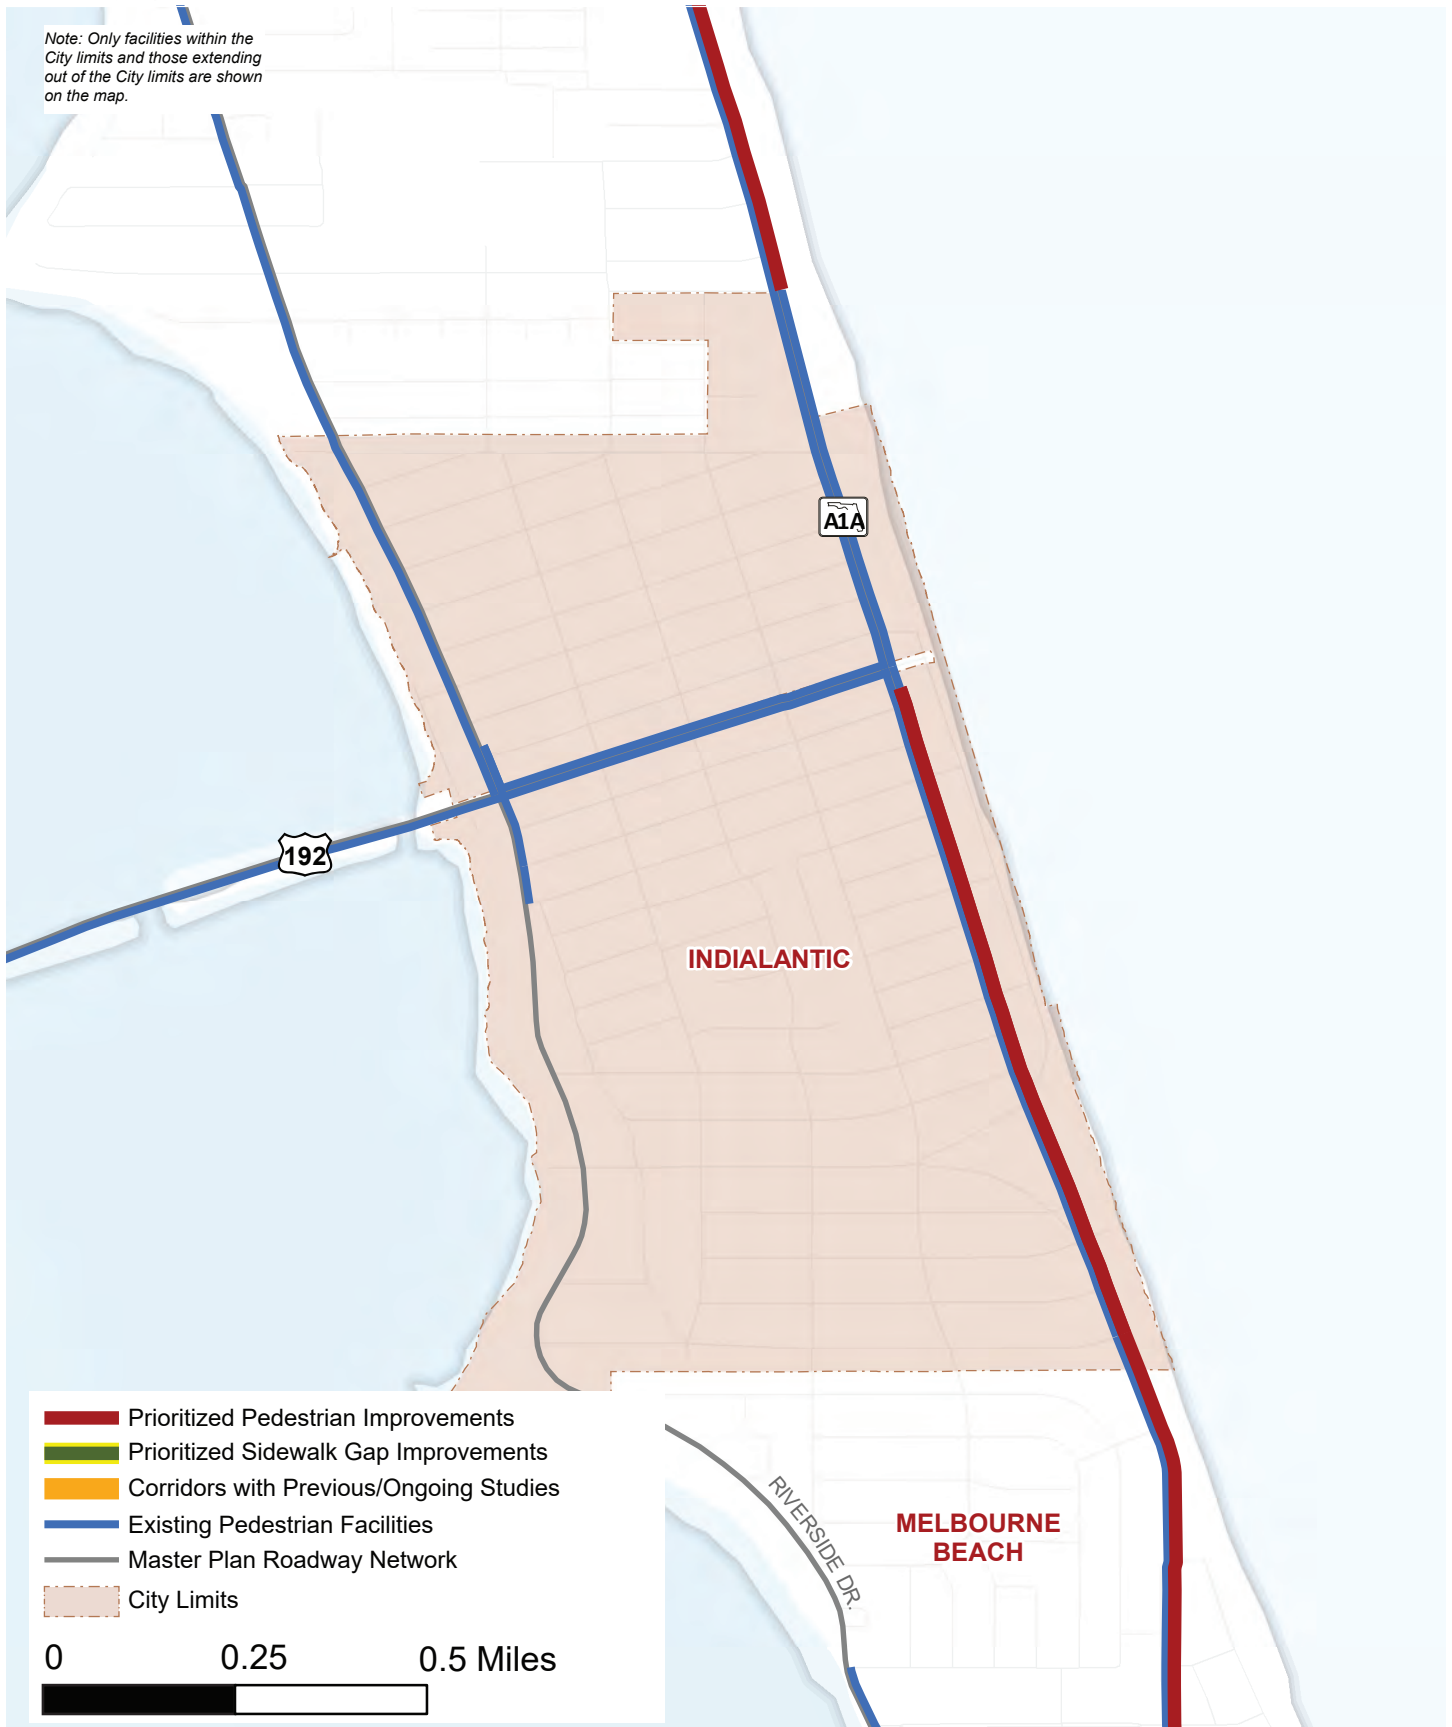 Note: Only facilities within the
City limits and those extending
out of the City limits are shown
on the map.
A1A
192
INDIALANTIC
MELBOURNE
BEACH
RIVERSIDE DR.
Prioritized Pedestrian Improvements
Prioritized Sidewalk Gap Improvements
Corridors with Previous/Ongoing Studies
Existing Pedestrian Facilities
Master Plan Roadway Network
City Limits
0 0.25 0.5 Miles